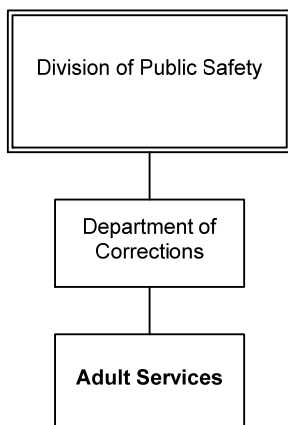 Division of Public Safety
Department of
Corrections
Adult Services